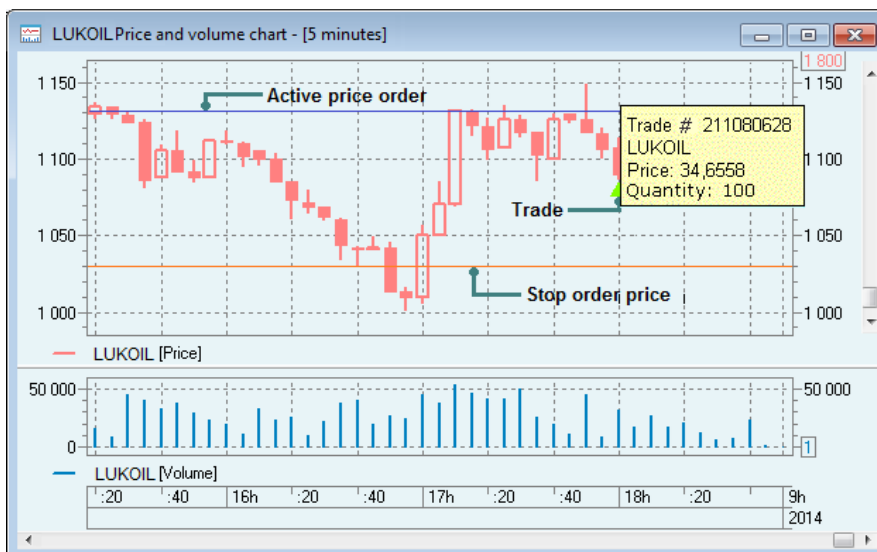 LUKOIL Price and volume chart - [5 minutes]
1 800
1 150
1 150
Active price order
Trade # 211080628
LUKOIL
Price: 34,6558
Quantity: 100
1 100
1 100
Trade
1 050
1 050
Stop order price
1 000
1 000
LUKOIL [Price]
50 000
50 000
0
1
LUKOIL [Volume]
:20 :40 16h :20 :40 17h :20 :40 18h :20 9h
2014